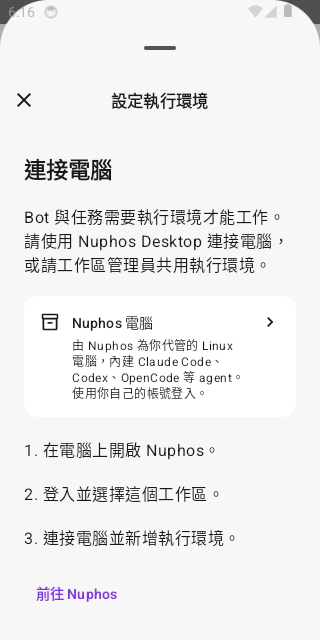 6:16
設定執行環境
連接電腦
Bot 與任務需要執行環境才能工作。
請使用 Nuphos Desktop 連接電腦，
或請工作區管理員共用執行環境。
Nuphos 電腦
由 Nuphos 為你代管的 Linux
電腦，內建 Claude Code、
Codex、OpenCode 等 agent。
使用你自己的帳號登入。
1. 在電腦上開啟 Nuphos。
2. 登入並選擇這個工作區。
3. 連接電腦並新增執行環境。
前往 Nuphos